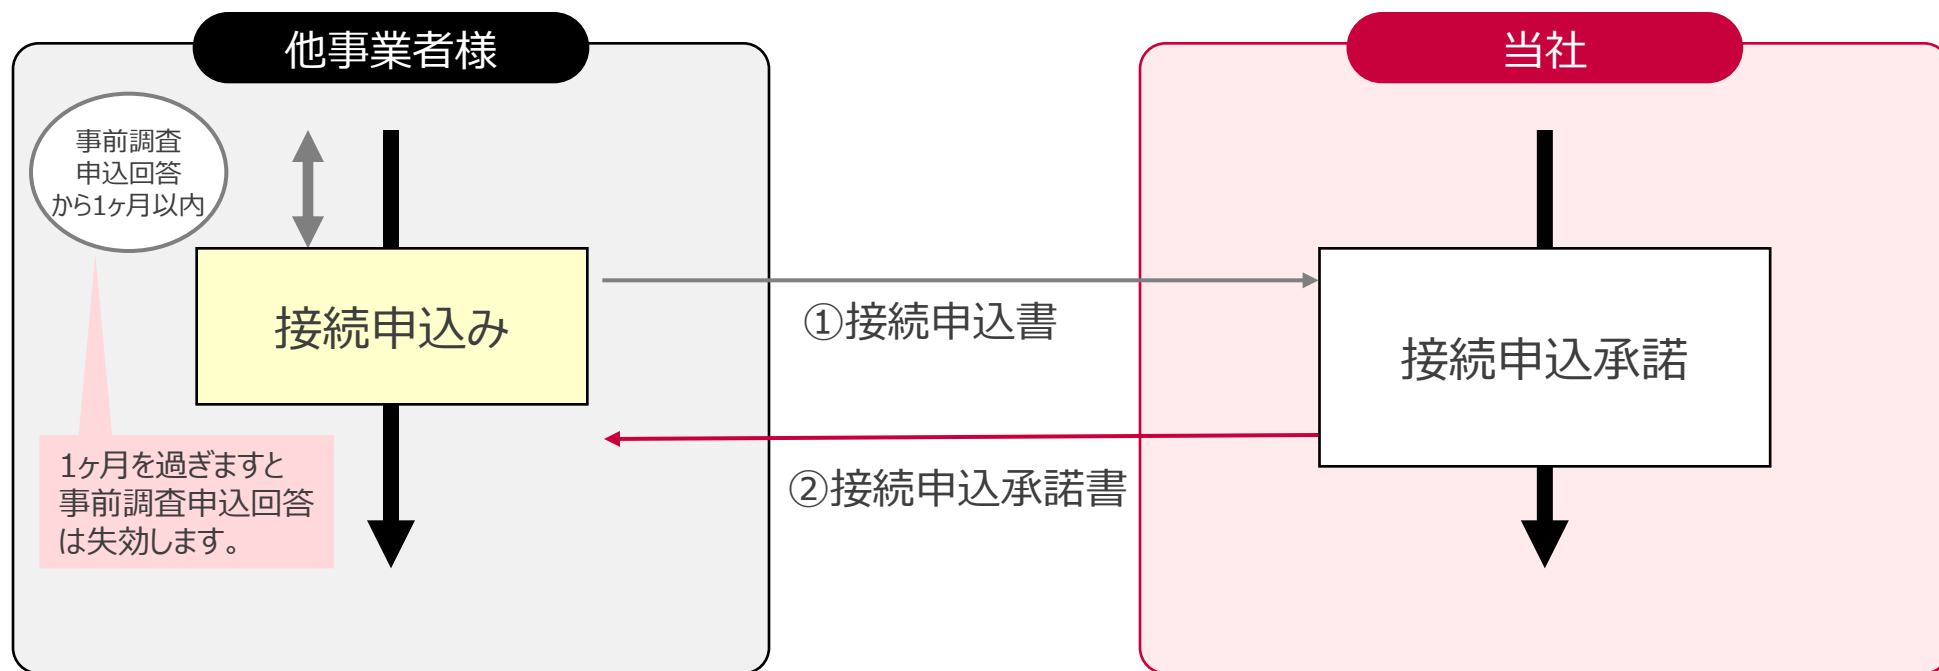 他事業者様
当社
事前調査
申込回答
から1ヶ月以内
接続申込み
①接続申込書
接続申込承諾
②接続申込承諾書
1ヶ月を過ぎますと
事前調査申込回答
は失効します。